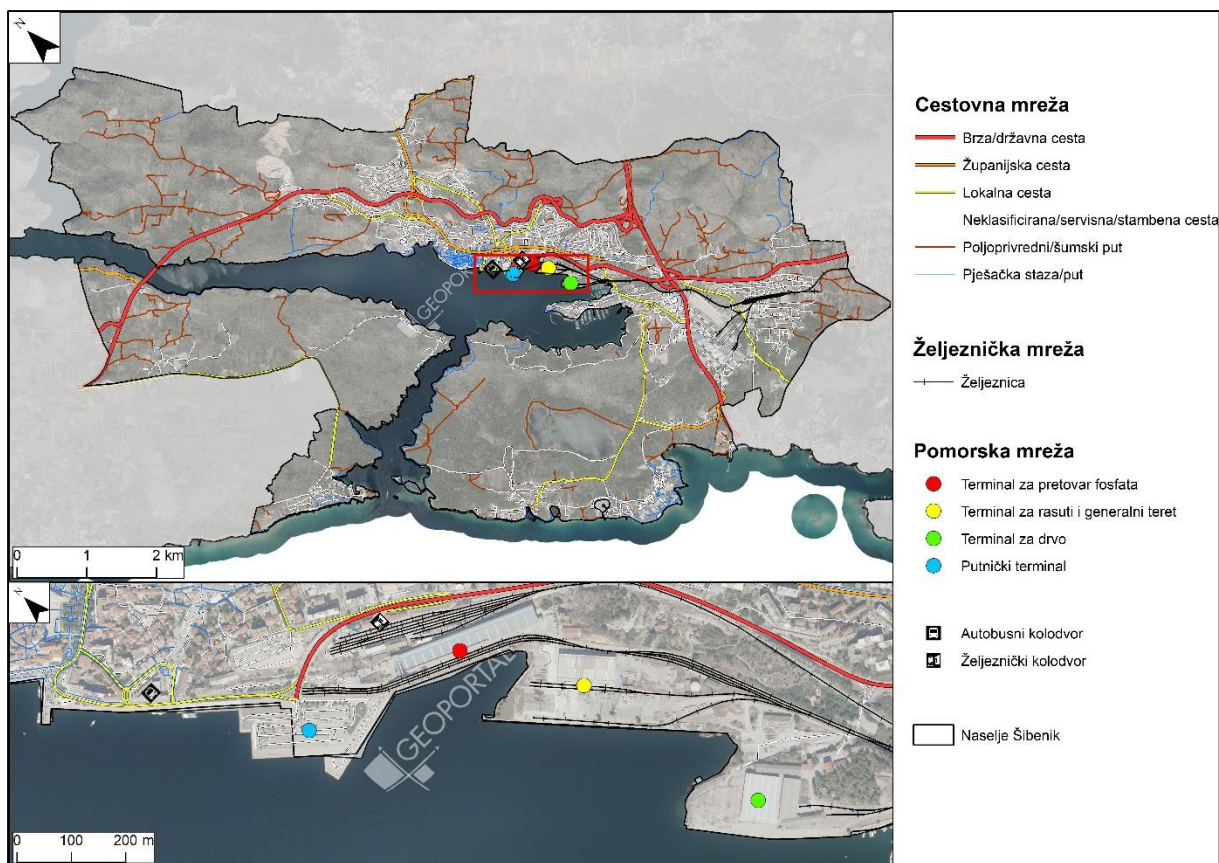 N
GEOPORTAL
0 1 2 km
N
GEOPORTAL
0 100 200 m
Cestovna mreža
Brza/državna cesta
Županijska cesta
Lokalna cesta
Neklasificirana/servisna/stambena cesta
Poljoprivredni/šumski put
Pješačka staza/put
Željeznička mreža
Željeznica
Pomorska mreža
Terminal za pretovar fosfata
Terminal za rasuti i generalni teret
Terminal za drvo
Putnički terminal
Autobusni kolodvor
Željeznički kolodvor
Naselje Šibenik